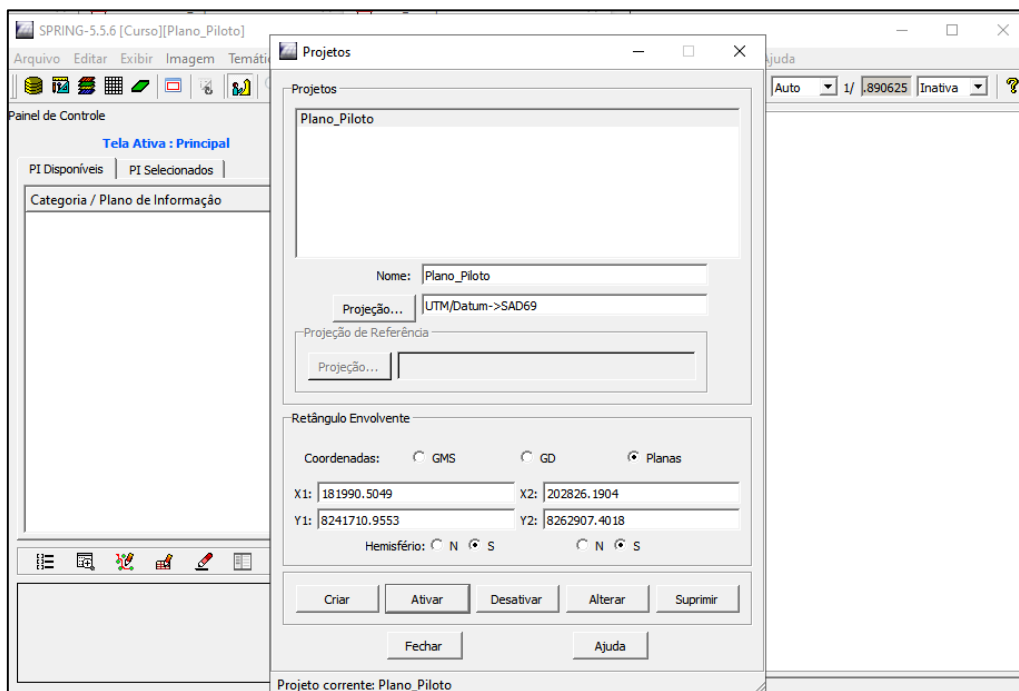 SPRING-5.5.6 [Curso][Plano_Piloto]
Arquivo Editar Exibir Imagem Temáti
juda
Auto 1/ .890625 Inativa
Painel de Controle
Tela Ativa : Principal
PI Disponíveis PI Selecionados
Categoria / Plano de Informação
Projetos
Projetos
Plano_Piloto
Nome: Plano_Piloto
Projeção... UTM/Datum->SAD69
Projeção de Referência
Projeção...
Retângulo Envolvente
Coordenadas: GMS GD Planas
X1: 181990.5049 X2: 202826.1904
Y1: 8241710.9553 Y2: 8262907.4018
Hemisfério: N S N S
Criar Ativar Desativar Alterar Suprimir
Fechar Ajuda
Projeto corrente: Plano_Piloto